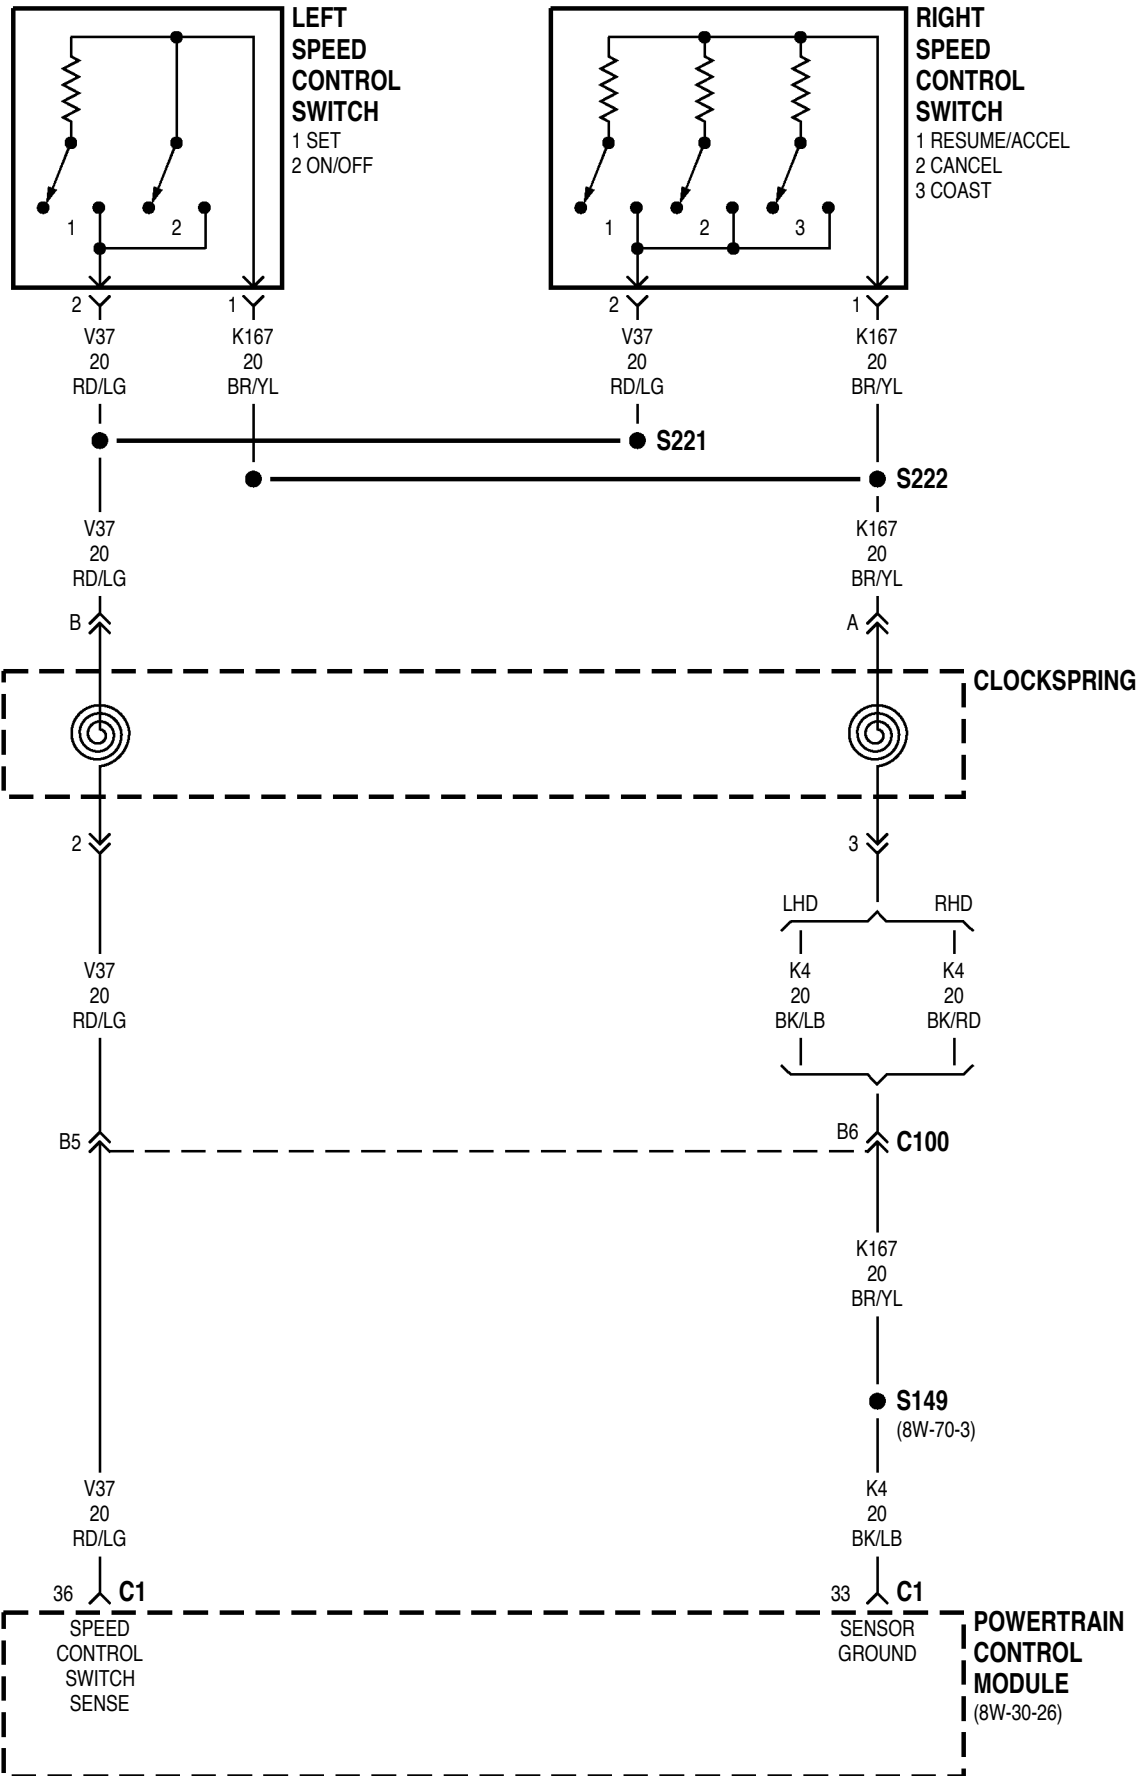 LEFT
SPEED
CONTROL
SWITCH
1 SET
2 ON/OFF
RIGHT
SPEED
CONTROL
SWITCH
1 RESUME/ACCEL
2 CANCEL
3 COAST
1
2
1
2
3
2
1
2
1
V37
20
RD/LG
K167
20
BR/YL
V37
20
RD/LG
K167
20
BR/YL
S221
S222
V37
20
RD/LG
K167
20
BR/YL
B
A
CLOCKSPRING
2
3
LHD
RHD
V37
20
RD/LG
K4
20
BK/LB
K4
20
BK/RD
B5
B6
C100
K167
20
BR/YL
S149
(8W-70-3)
V37
20
RD/LG
K4
20
BK/LB
36
C1
33
C1
SPEED
CONTROL
SWITCH
SENSE
SENSOR
GROUND
POWERTRAIN
CONTROL
MODULE
(8W-30-26)